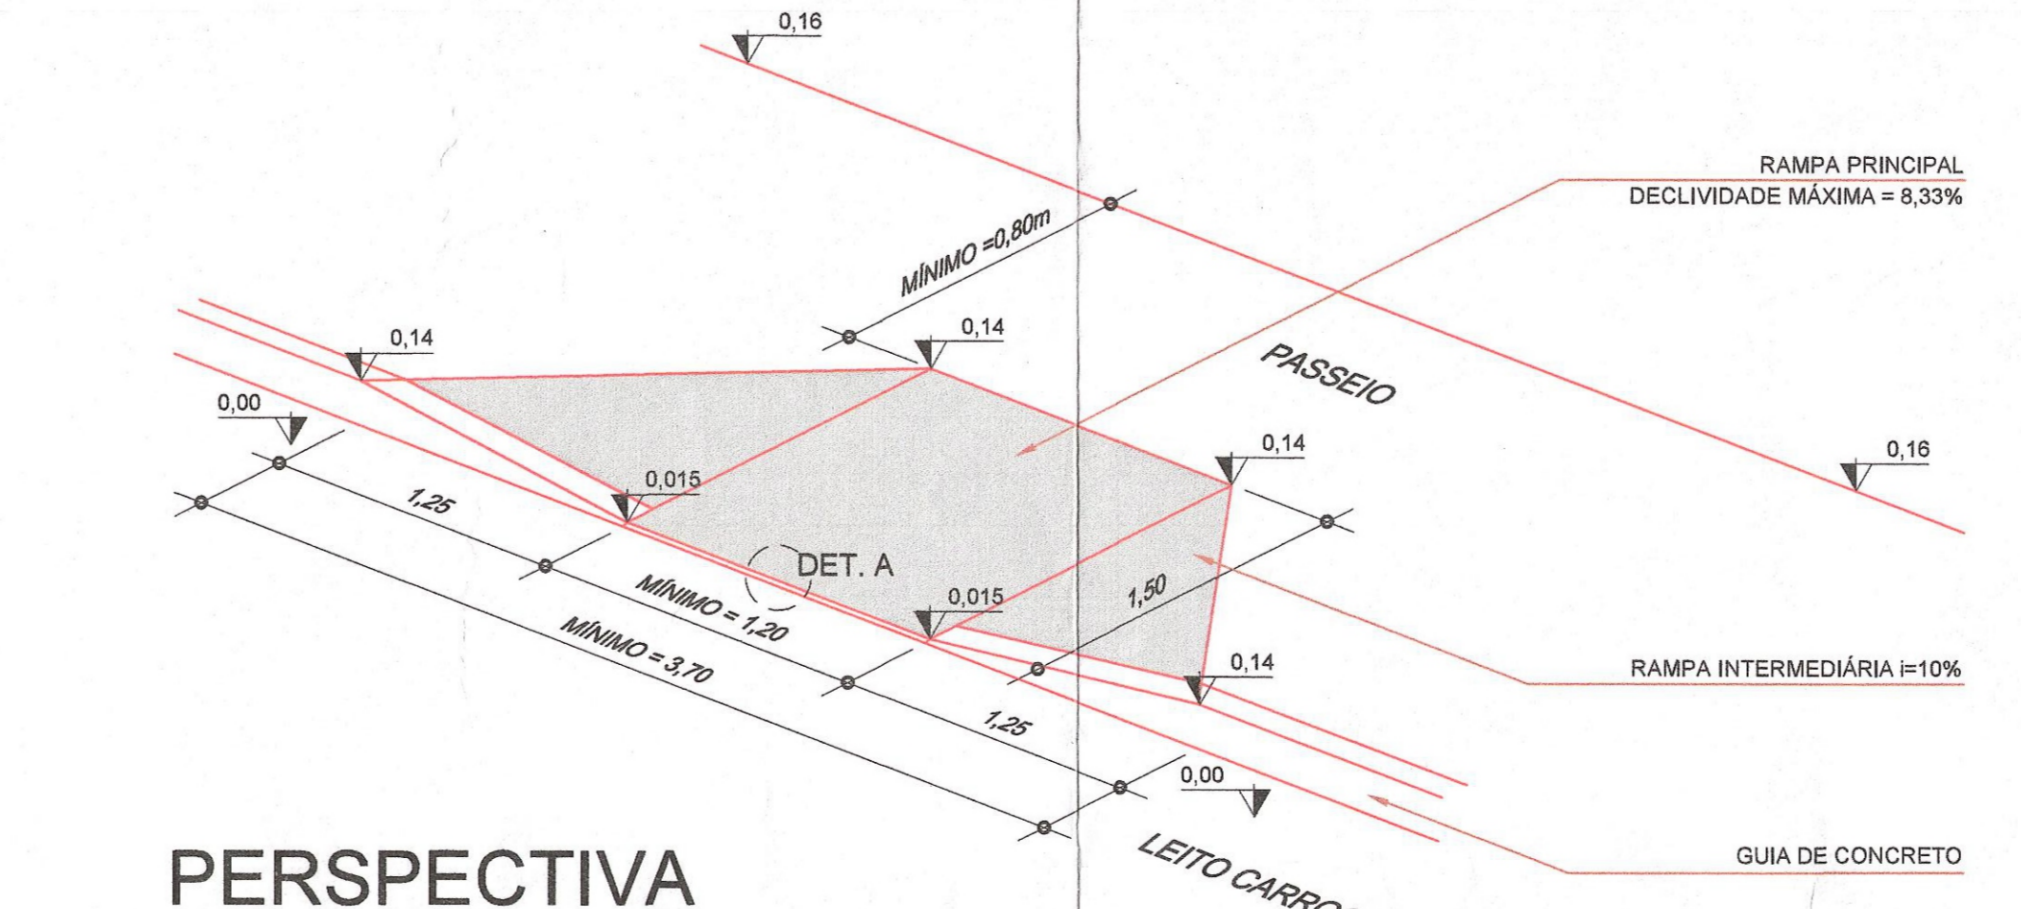 0,16
RAMPA PRINCIPAL
DECLIVIDADE MÁXIMA = 8,33%
MÍNIMO =0,80m
0,14
0,14
PASSEIO
0,00
0,14
0,16
0,015
1,25
DET. A
MÍNIMO = 1,20
0,015
1,50
MÍNIMO = 3,70
0,14
RAMPA INTERMEDIÁRIA i=10%
1,25
0,00
LEITO
GUIA DE CONCRETO
PERSPECTIVA